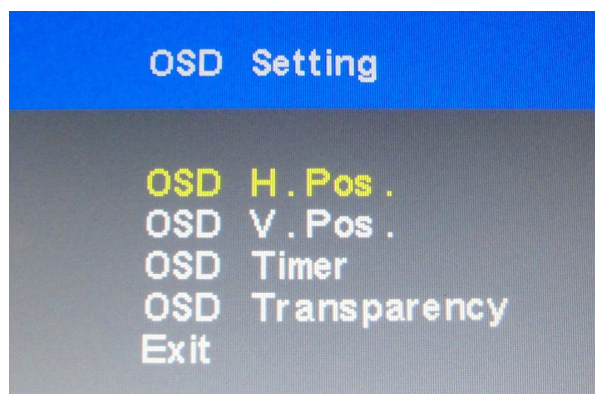 OSD Setting
OSD H.Pos.
OSD V.Pos.
OSD Timer
OSD Transparency
Exit